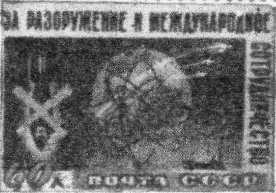 ЗА РАЗОРУЖЕНИЕ И МЕЖДУНАРОДНОЕ
СОТРУДНИЧЕСТВО
ПОЧТА СССР